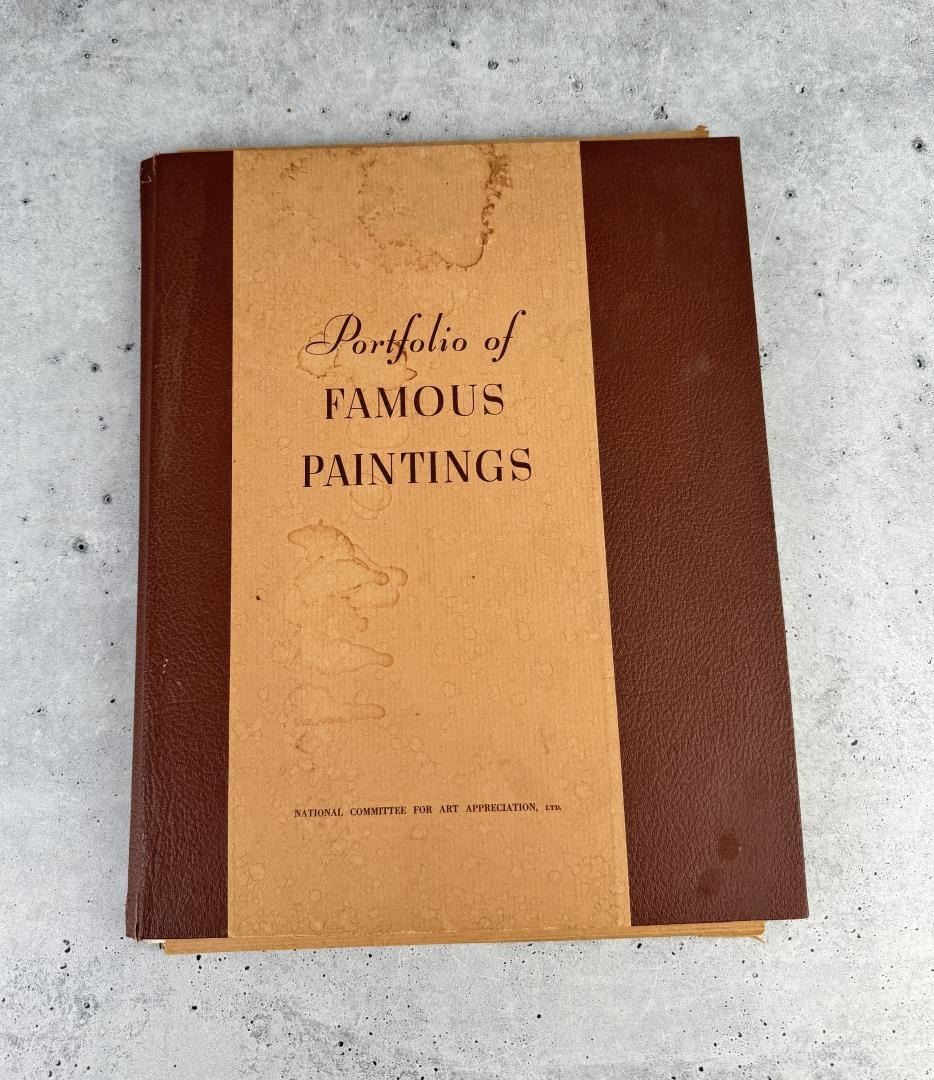 Portfolio of
FAMOUS
PAINTINGS
NATIONAL COMMITTEE FOR ART APPRECIATION, LTD.